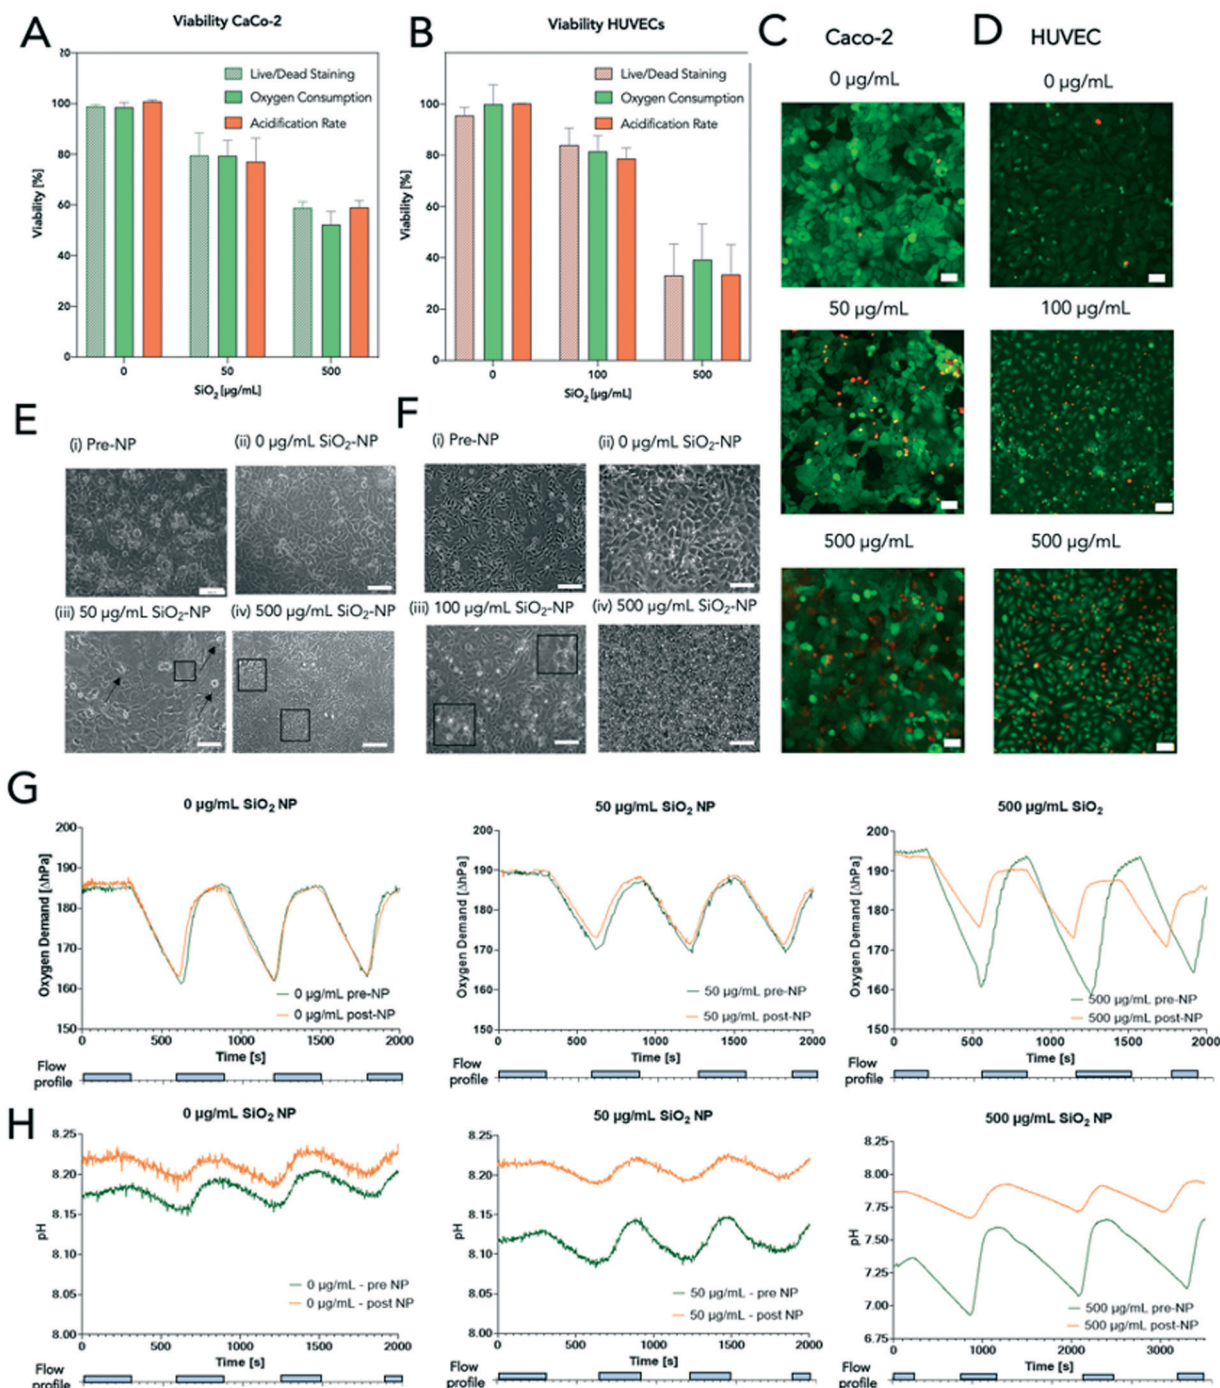 A
Viability CaCo-2
20
100
80
60
40
20
0
Viability [%]
Live/Dead Staining
Oxygen Consumption
Acidification Rate
0 50 500
SiO2 [µg/mL]
B
Viability HUVECs
100
80
60
40
20
0
Viability [%]
Live/Dead Staining
Oxygen Consumption
Acidification Rate
0 100 500
SiO2 [µg/mL]
C
Caco-2
0 µg/mL
50 µg/mL
500 µg/mL
D
HUVEC
0 µg/mL
100 µg/mL
500 µg/mL
E
(i) Pre-NP
(ii) 0 µg/mL SiO2-NP
(iii) 50 µg/mL SiO2-NP
(iv) 500 µg/mL SiO2-NP
F
(i) Pre-NP
(ii) 0 µg/mL SiO2-NP
(iii) 100 µg/mL SiO2-NP
(iv) 500 µg/mL SiO2-NP
G
0 µg/mL SiO2 NP
200
190
180
170
160
150
Oxygen Demand [ΔhPa]
0 µg/mL pre-NP
0 µg/mL post-NP
0 500 1000 1500 2000
Time [s]
Flow
profile
50 µg/mL SiO2 NP
200
190
180
170
160
150
Oxygen Demand [ΔhPa]
50 µg/mL pre-NP
50 µg/mL post-NP
0 500 1000 1500 2000
Time [s]
Flow
profile
500 µg/mL SiO2
200
190
180
170
160
150
Oxygen Demand [ΔhPa]
500 µg/mL pre-NP
500 µg/mL post-NP
0 500 1000 1500 2000
Time [s]
Flow
profile
H
0 µg/mL SiO2 NP
8.25
8.20
8.15
8.10
8.05
8.00
pH
0 µg/mL - pre NP
0 µg/mL - post NP
0 500 1000 1500 2000
Time [s]
Flow
profile
50 µg/mL SiO2 NP
8.25
8.20
8.15
8.10
8.05
8.00
pH
50 µg/mL - pre NP
50 µg/mL - post NP
0 500 1000 1500 2000
Time [s]
Flow
profile
500 µg/mL SiO2 NP
8.25
8.00
7.75
7.50
7.25
7.00
6.75
pH
500 µg/mL pre-NP
500 µg/mL post-NP
0 1000 2000 3000
Time [s]
Flow
profile